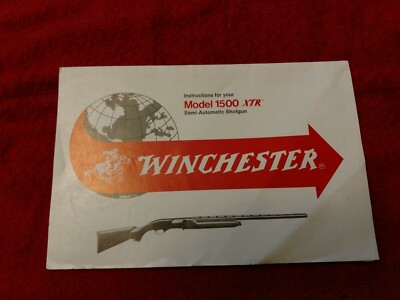 Instructions for your
Model 1500 XTR
Semi-Automatic Shotgun
WINCHESTER®